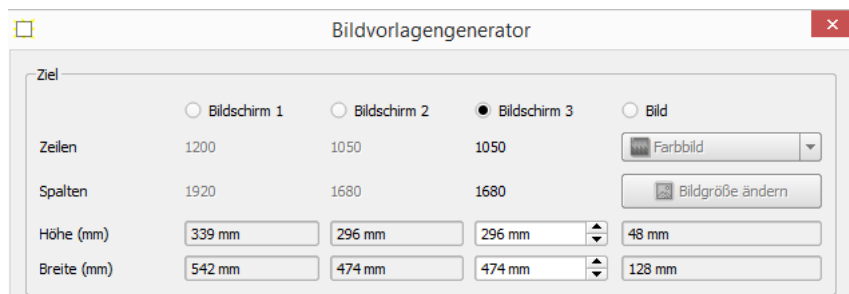 Bildvorlagengenerator
Ziel
Bildschirm 1 Bildschirm 2 Bildschirm 3 Bild
Zeilen 1200 1050 1050 Farbbild
Spalten 1920 1680 1680 Bildgröße ändern
Höhe (mm) 339 mm 296 mm 296 mm 48 mm
Breite (mm) 542 mm 474 mm 474 mm 128 mm